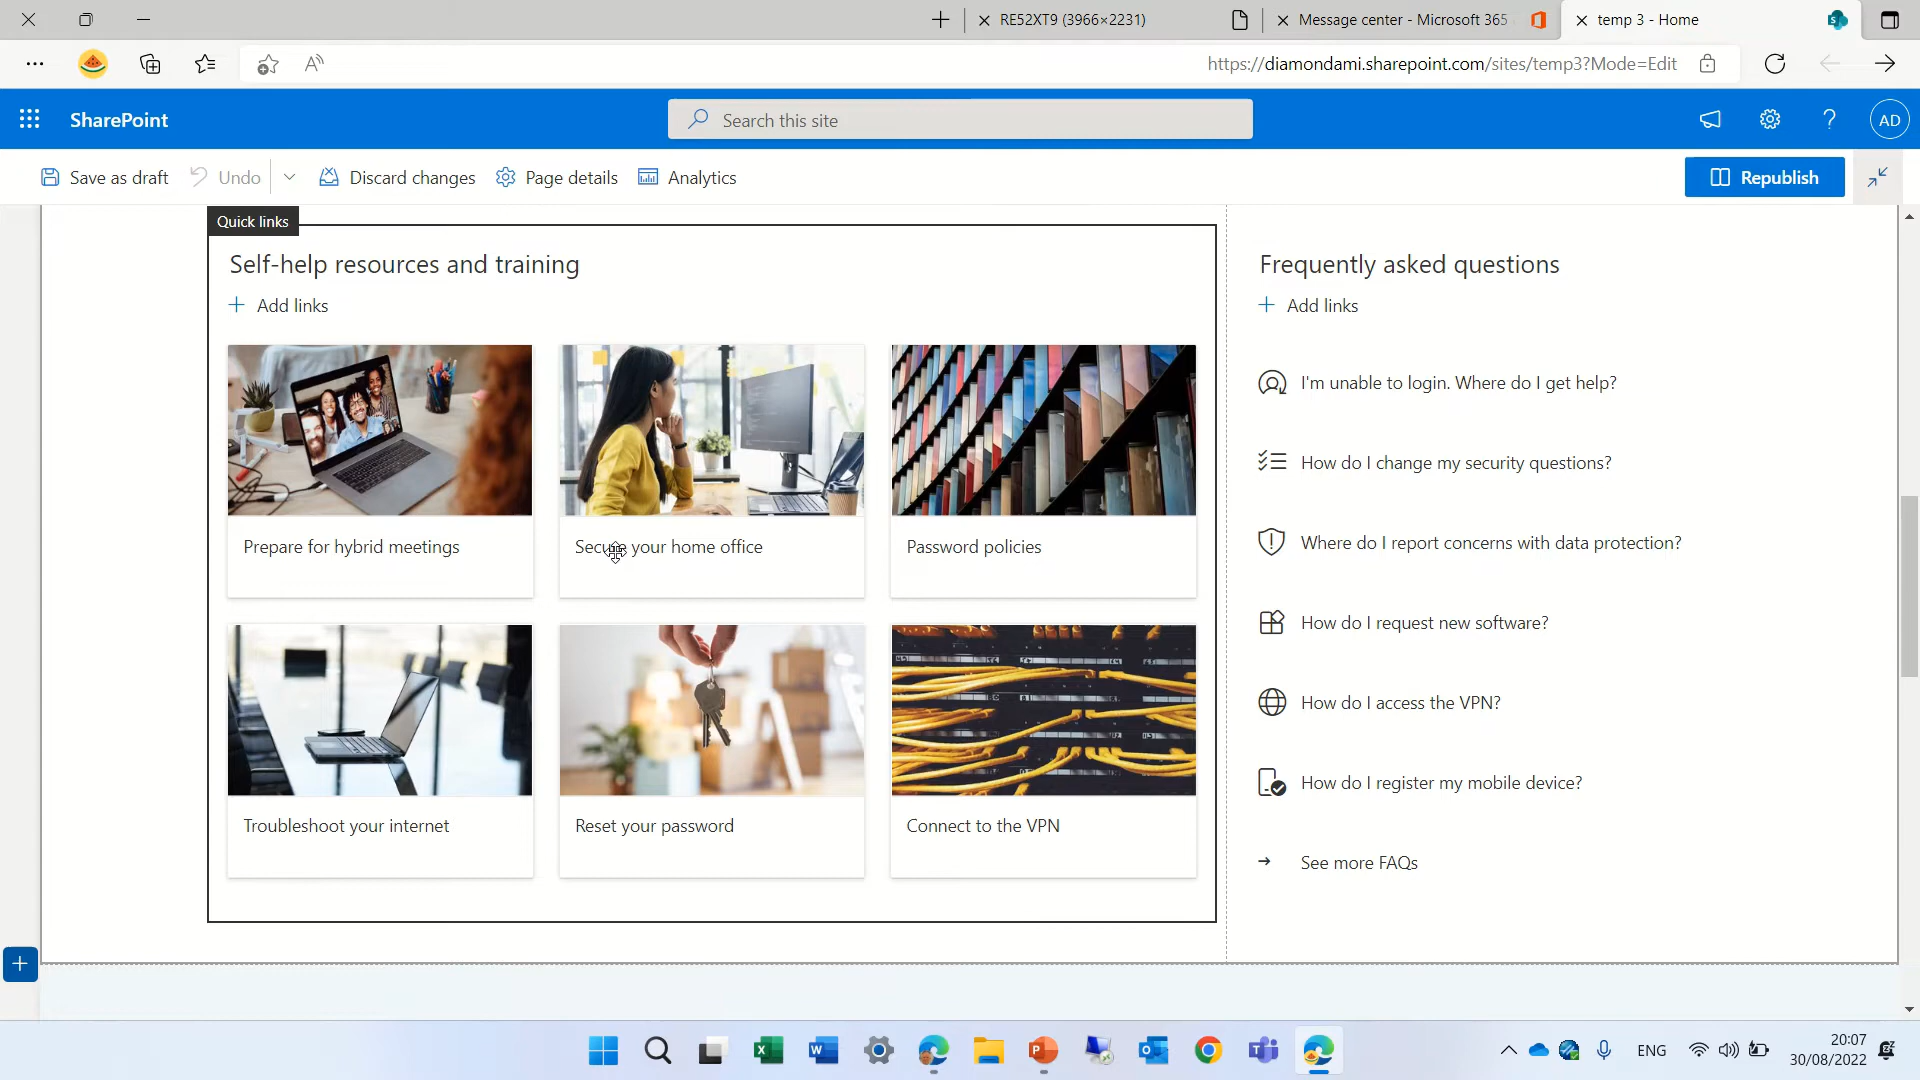 RE52XT9 (3966×2231)
Message center - Microsoft 365
temp 3 - Home
https://diamondami.sharepoint.com/sites/temp3?Mode=Edit
SharePoint
Search this site
AD
Save as draft
Undo
Discard changes
Page details
Analytics
Republish
Quick links
Self-help resources and training
Add links
Prepare for hybrid meetings
Secure your home office
Password policies
Troubleshoot your internet
Reset your password
Connect to the VPN
Frequently asked questions
Add links
I'm unable to login. Where do I get help?
How do I change my security questions?
Where do I report concerns with data protection?
How do I request new software?
How do I access the VPN?
How do I register my mobile device?
See more FAQs
ENG
20:07
30/08/2022